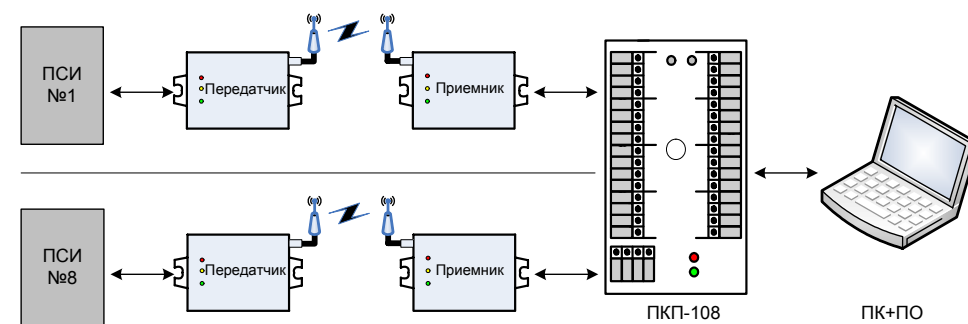 ПСИ
№1
Передатчик
Приемник
ПСИ
№8
Передатчик
Приемник
ПКП-108
ПК+ПО